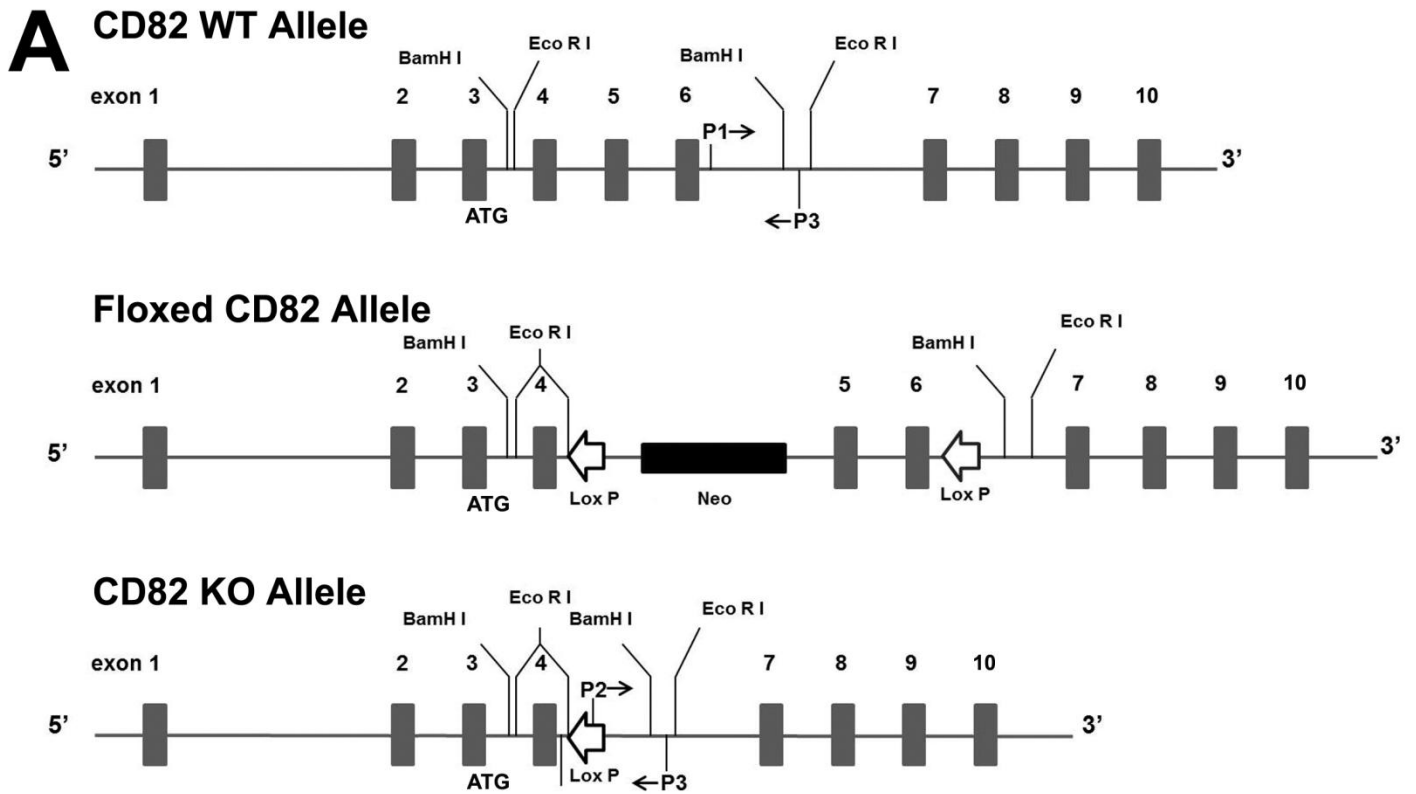 A
CD82 WT Allele
BamH I
Eco R I
BamH I
Eco R I
exon 1 2 3 4 5 6 7 8 9 10
P1→
5’ 3’
ATG
←P3
Floxed CD82 Allele
Eco R I
BamH I
BamH I
Eco R I
exon 1 2 3 4 5 6 7 8 9 10
5’ 3’
ATG
Lox P
Neo
Lox P
CD82 KO Allele
Eco R I
BamH I
BamH I
Eco R I
exon 1 2 3 4 7 8 9 10
P2→
5’ 3’
ATG
Lox P
←P3